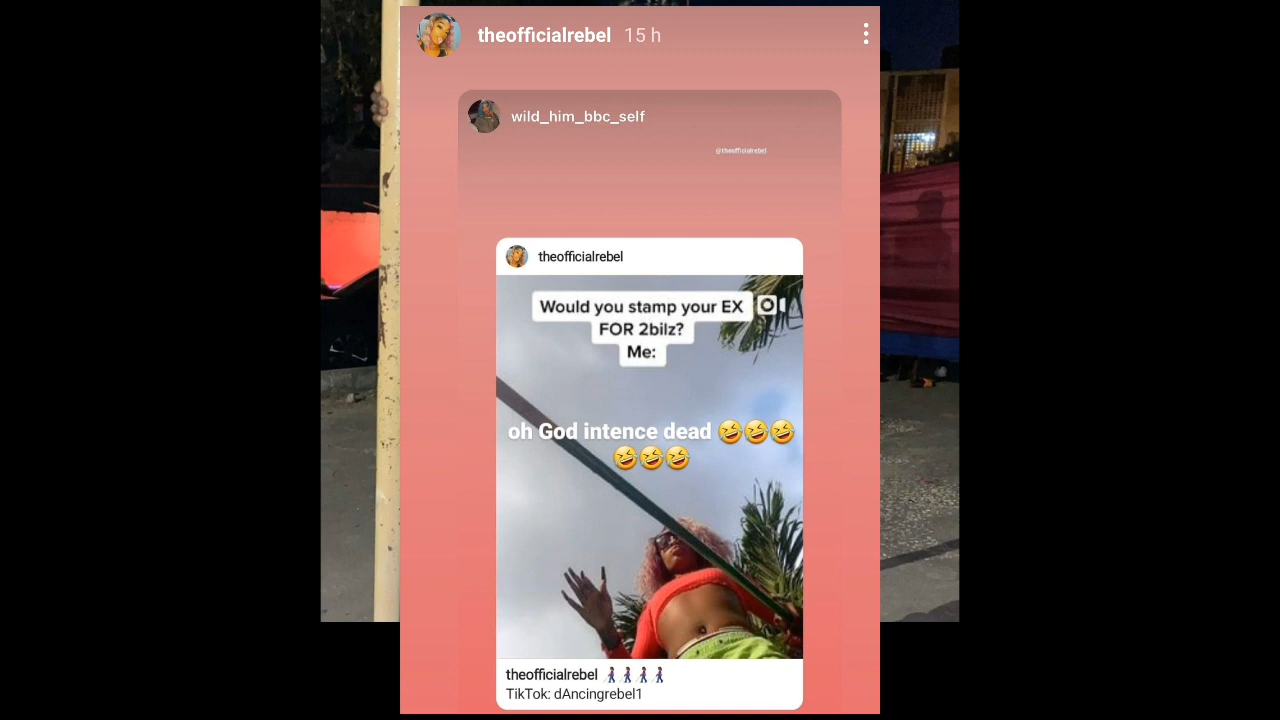 theofficialrebel 15 h
wild_him_bbc_self
@theofficialrebel
theofficialrebel
Would you stamp your EX
FOR 2bilz?
Me:
oh God intence dead 🤣🤣🤣
🤣🤣🤣
theofficialrebel 👩‍🦯👩‍🦯👩‍🦯👩‍🦯
TikTok: dAncingrebel1